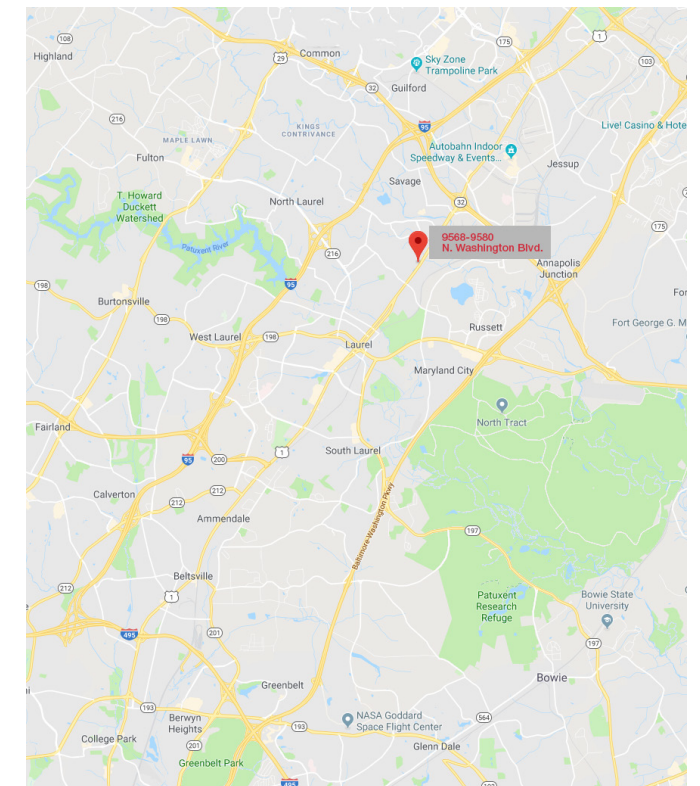 108
Highland
29
Common
175
1
Sky Zone
Trampoline Park
103
32
Guilford
216
KINGS
CONTRIVANCE
95
Live! Casino & Hote
MAPLE LAWN
Fulton
Autobahn Indoor
Speedway & Events...
Jessup
Savage
T. Howard
Duckett
Watershed
North Laurel
32
175
Patuxent River
216
9568-9580
N. Washington Blvd.
Annapolis
Junction
198
95
For
Burtonsville
198
Russett
Fort George G. M
West Laurel
198
Laurel
Maryland City
Fairland
North Tract
1
South Laurel
95
200
Calvert​on
212
212
Ammendale
Baltimore-Washington Pkwy
197
Beltsville
212
1
Patuxent
Research
Refuge
Bowie State
University
495
201
197
Bowie
Greenbelt
193
Berwyn
Heights
193
NASA Goddard
Space Flight Center
564
College Park
201
Glenn Dale
Greenbelt Park
495